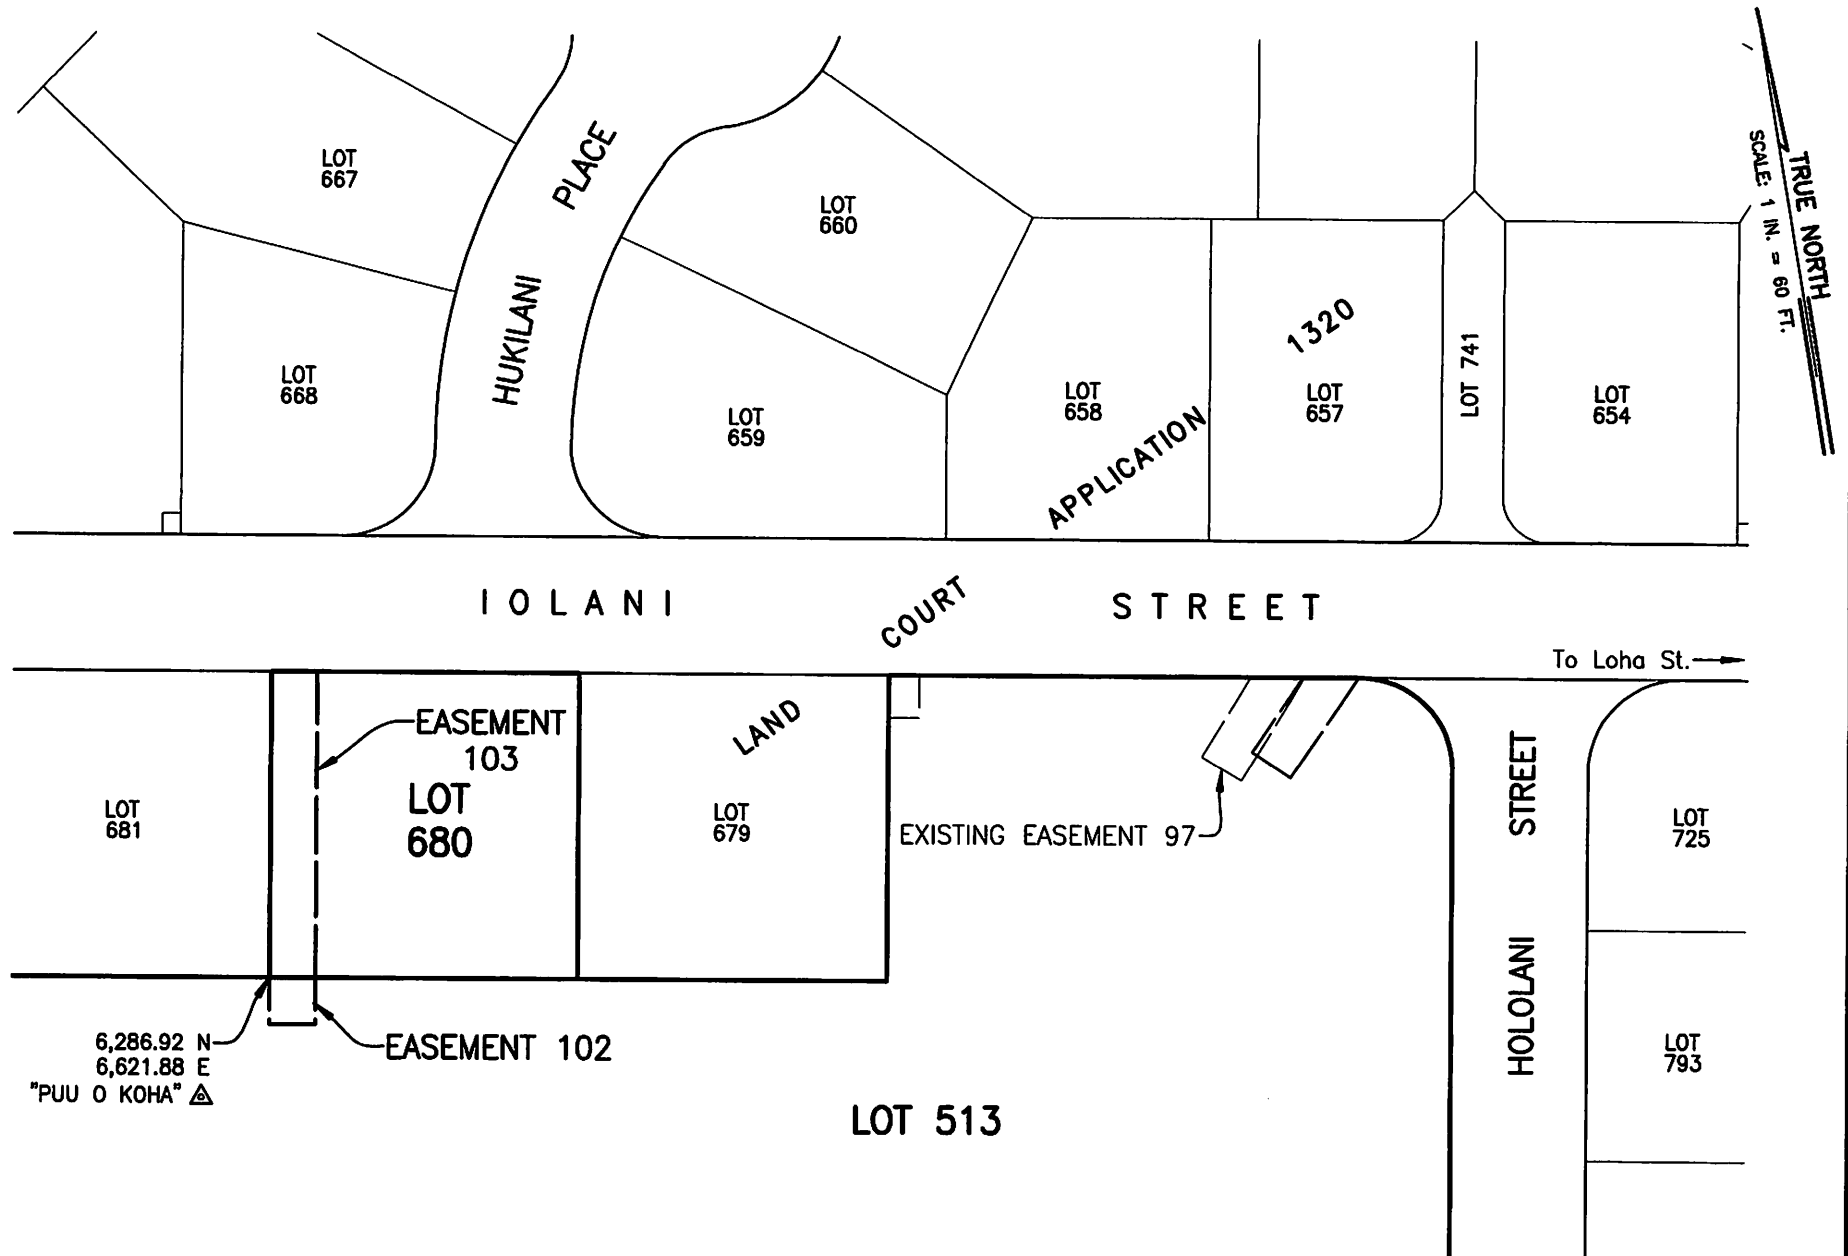 LOT
667
PLACE
LOT
660
TRUE NORTH
SCALE: 1 IN. = 60 FT.
HUKILANI
LOT
668
LOT
659
LOT
658
1320
LOT
657
LOT 741
LOT
654
APPLICATION
IOLANI
COURT
STREET
To Loha St.
EASEMENT
103
LAND
LOT
681
LOT
680
LOT
679
EXISTING EASEMENT 97
STREET
LOT
725
HOLOLANI
6,286.92 N
6,621.88 E
"PUU O KOHA"
EASEMENT 102
LOT
793
LOT 513